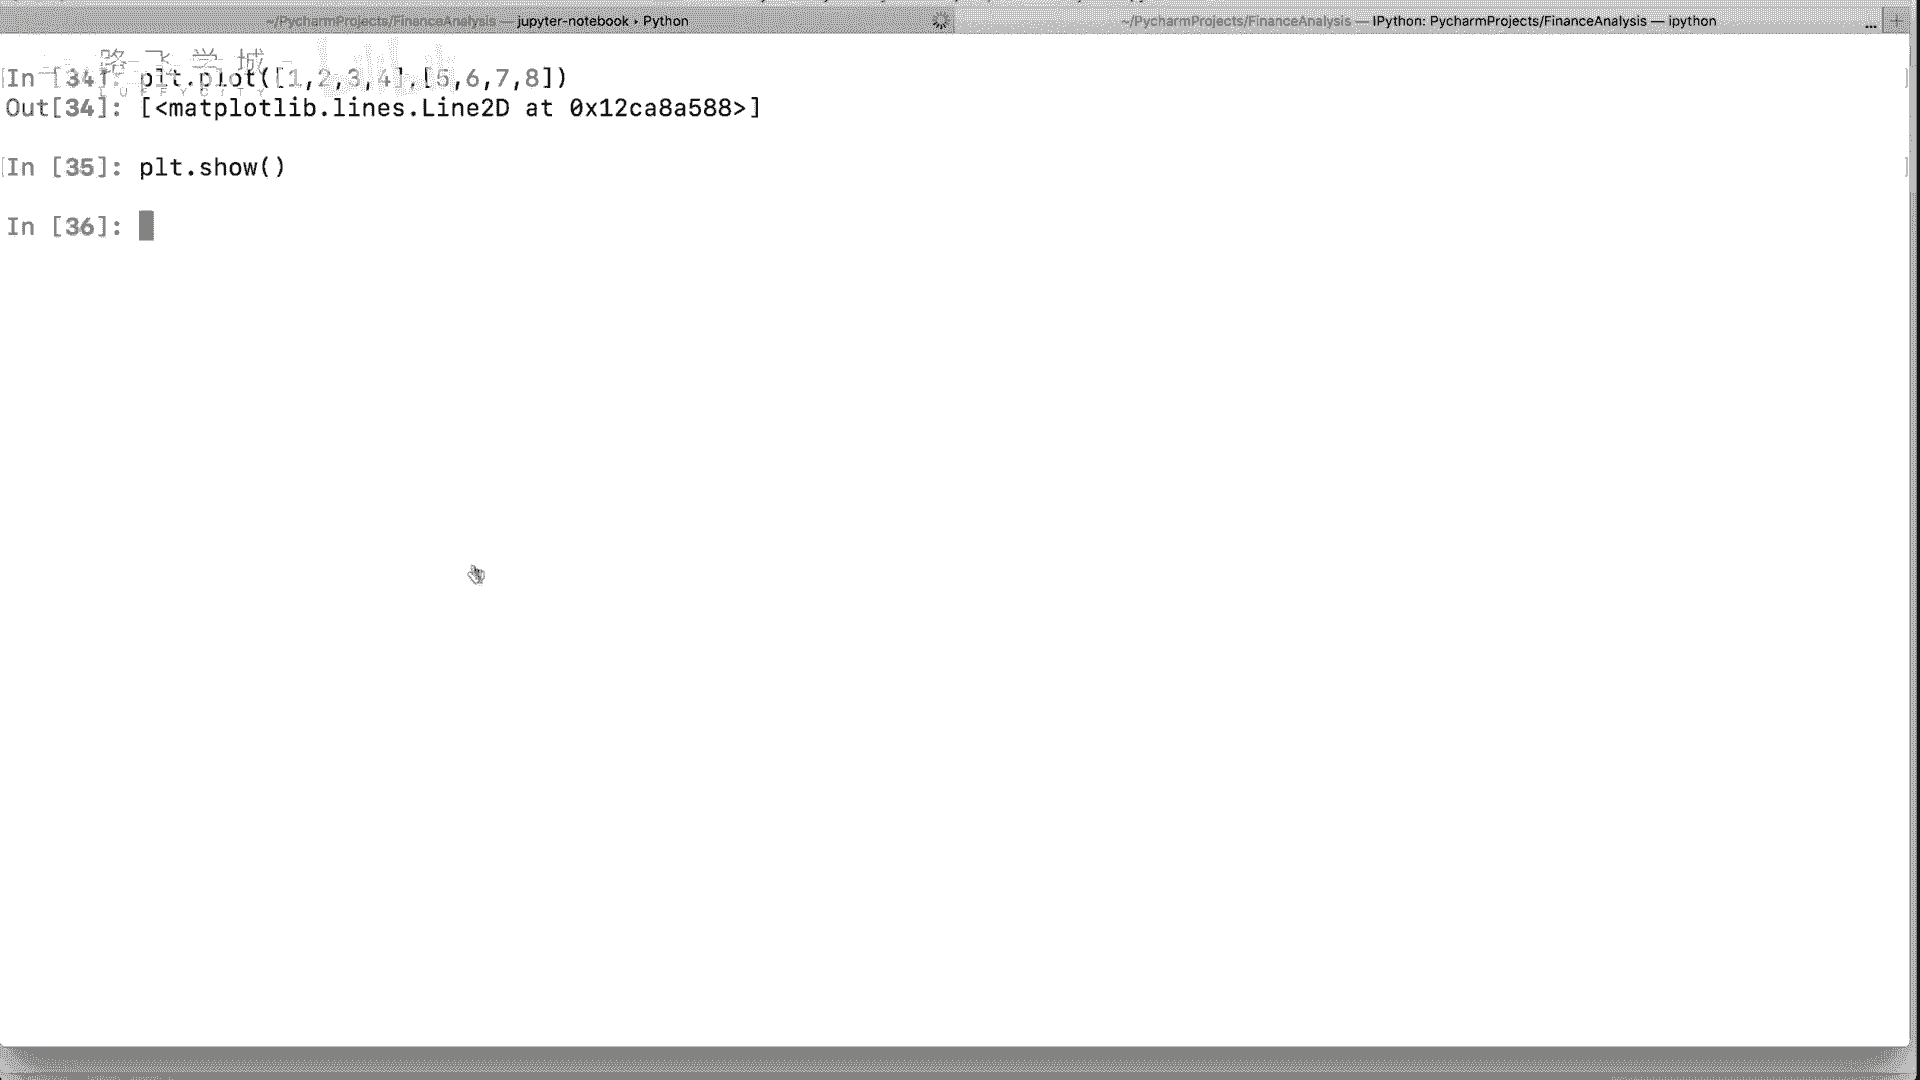 ~/PycharmProjects/FinanceAnalysis — jupyter-notebook ▸ Python
~/PycharmProjects/FinanceAnalysis — IPython: PycharmProjects/FinanceAnalysis — ipython ... +
路飞学城
LUFFYCITY
In [34]: plt.plot([1,2,3,4],[5,6,7,8])
Out[34]: [<matplotlib.lines.Line2D at 0x12ca8a588>]
In [35]: plt.show()
In [36]: